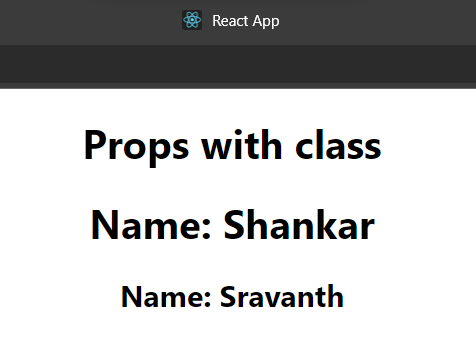 React App
Props with class
Name: Shankar
Name: Sravanth